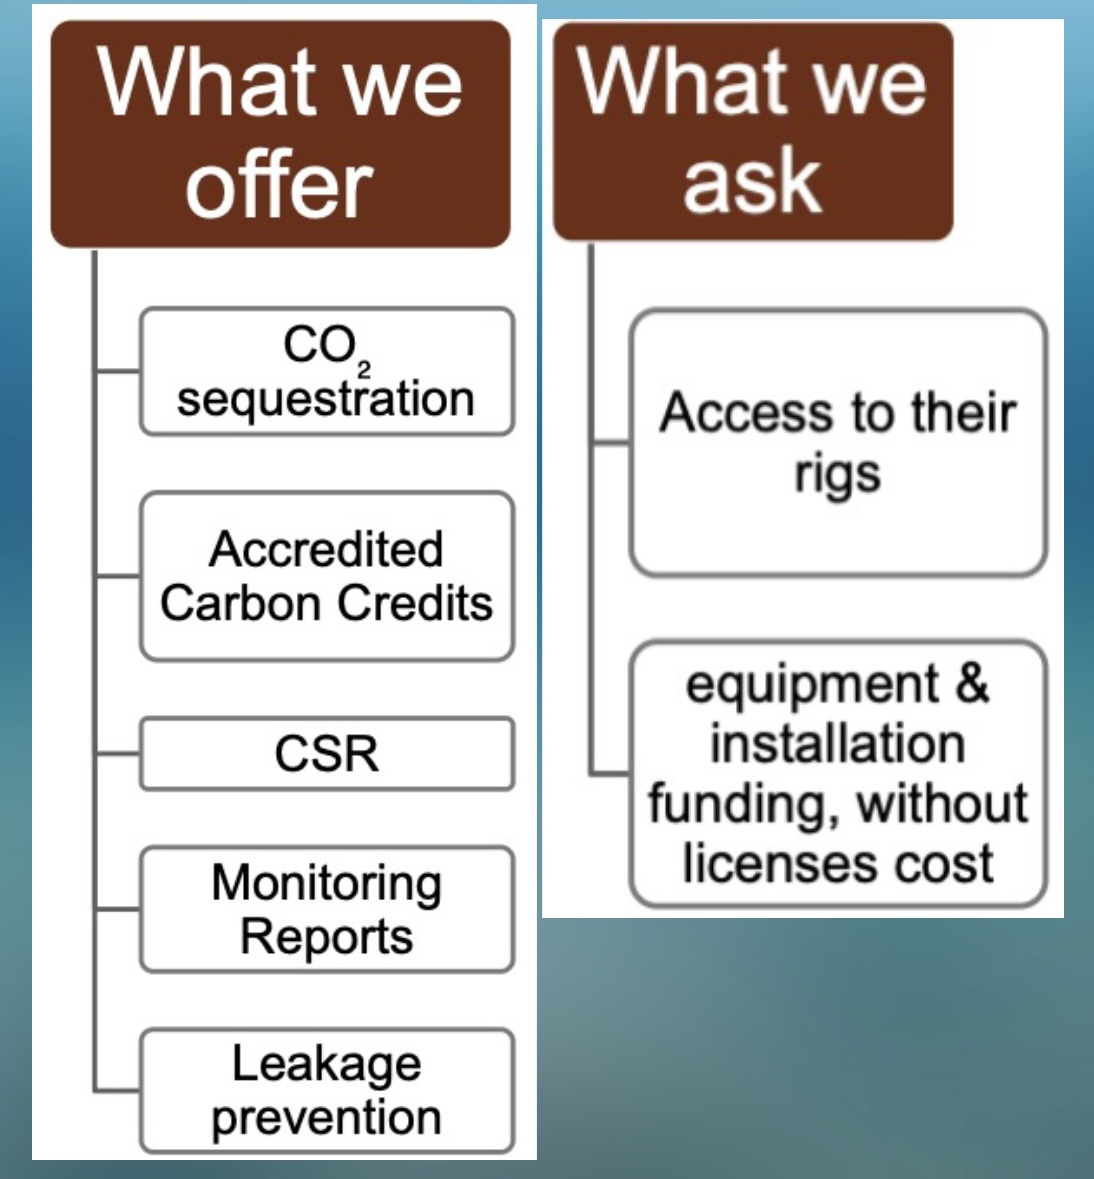 What we
offer
CO₂
sequestration
Accredited
Carbon Credits
CSR
Monitoring
Reports
Leakage
prevention
What we
ask
Access to their
rigs
equipment &
installation
funding, without
licenses cost